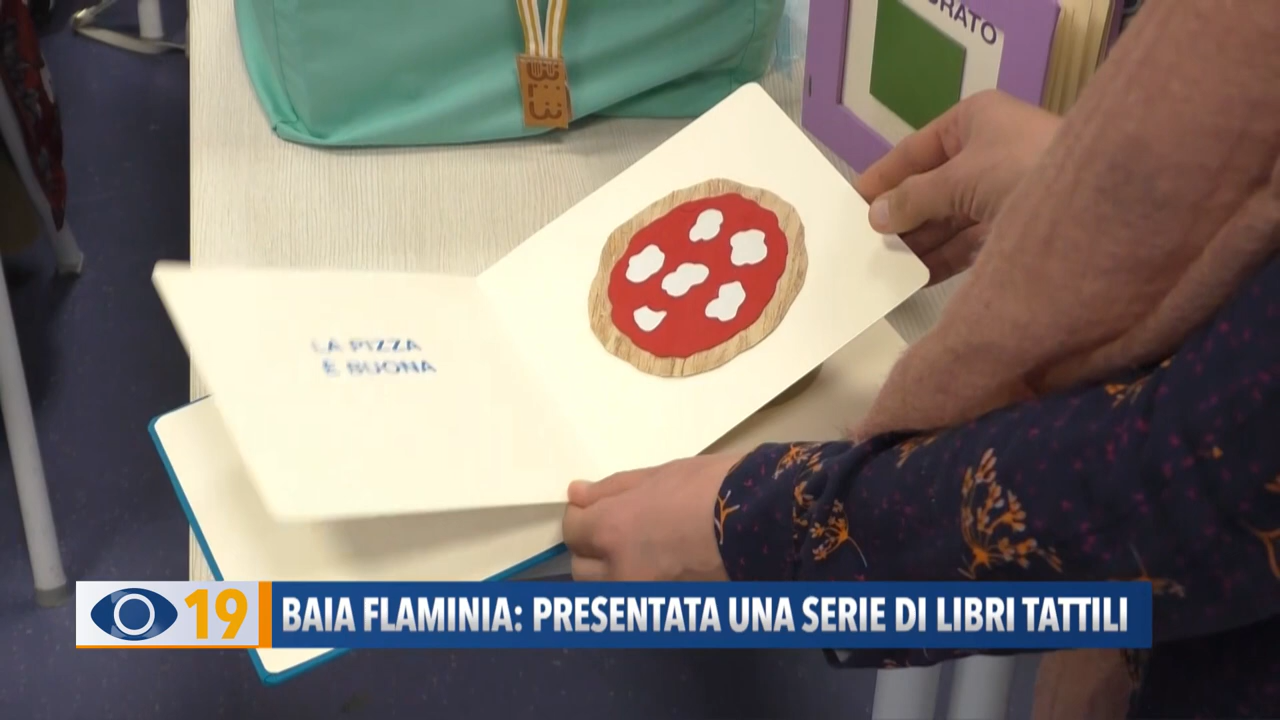 LA PIZZA
È BUONA
19
BAIA FLAMINIA: PRESENTATA UNA SERIE DI LIBRI TATTILI